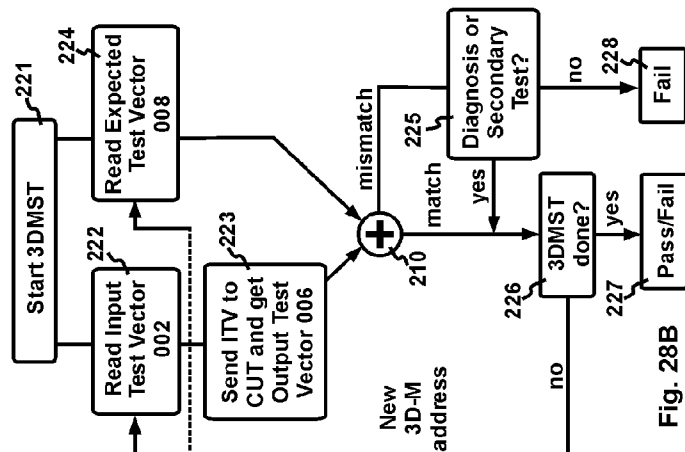 221
Start 3DMST
222
Read Input
Test Vector
002
224
Read Expected
Test Vector
008
223
Send ITV to
CUT and get
Output Test
Vector 006
210
mismatch
match
225
Diagnosis or
Secondary
Test?
yes
no
New
3D-M
address
226
3DMST
done?
no
yes
228
Fail
227
Pass/Fail
Fig. 28B